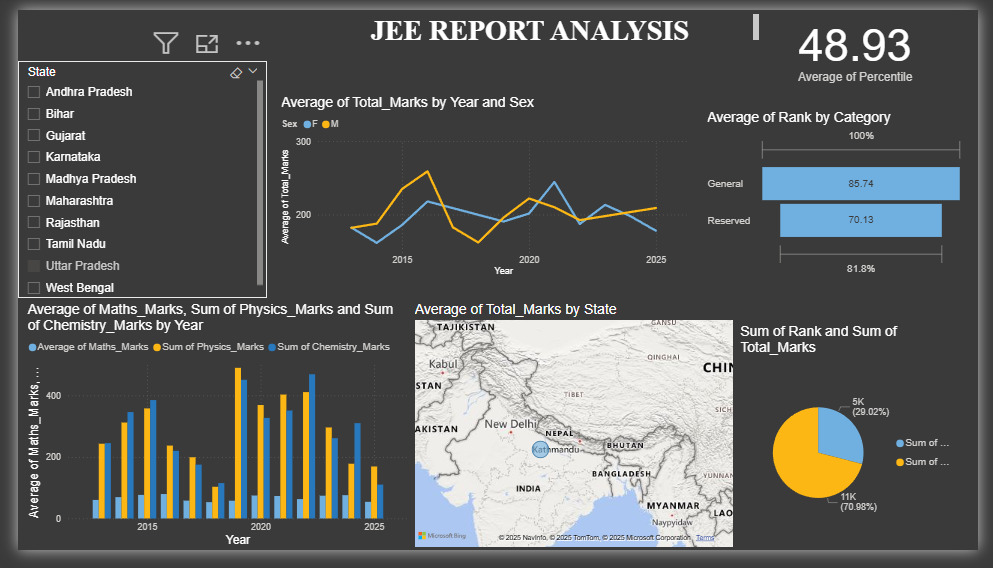 JEE REPORT ANALYSIS
48.93
Average of Percentile
State
Andhra Pradesh
Bihar
Gujarat
Karnataka
Madhya Pradesh
Maharashtra
Rajasthan
Tamil Nadu
Uttar Pradesh
West Bengal
Average of Total_Marks by Year and Sex
Sex F M
Average of Total_Marks
300
200
2015 2020 2025
Year
Average of Rank by Category
100%
General 85.74
Reserved 70.13
81.8%
Average of Maths_Marks, Sum of Physics_Marks and Sum
of Chemistry_Marks by Year
Average of Maths_Marks Sum of Physics_Marks Sum of Chemistry_Marks
Average of Maths_Marks, ...
400
200
0
2015 2020 2025
Year
Average of Total_Marks by State
TAJIKISTAN
GANSU
QINGHAI
Kabul
CHIN
STAN
TIBET
SICH
AKISTAN
New Delhi
NEPAL
Kathmandu
BHUTAN
BANGLADESH
YUNNAN
INDIA
MYANMAR
LAO
Naypyidaw
Microsoft Bing
© 2025 NavInfo, © 2025 TomTom, © 2025 Microsoft Corporation Terms
Sum of Rank and Sum of
Total_Marks
5K
(29.02%)
Sum of ...
Sum of ...
11K
(70.98%)